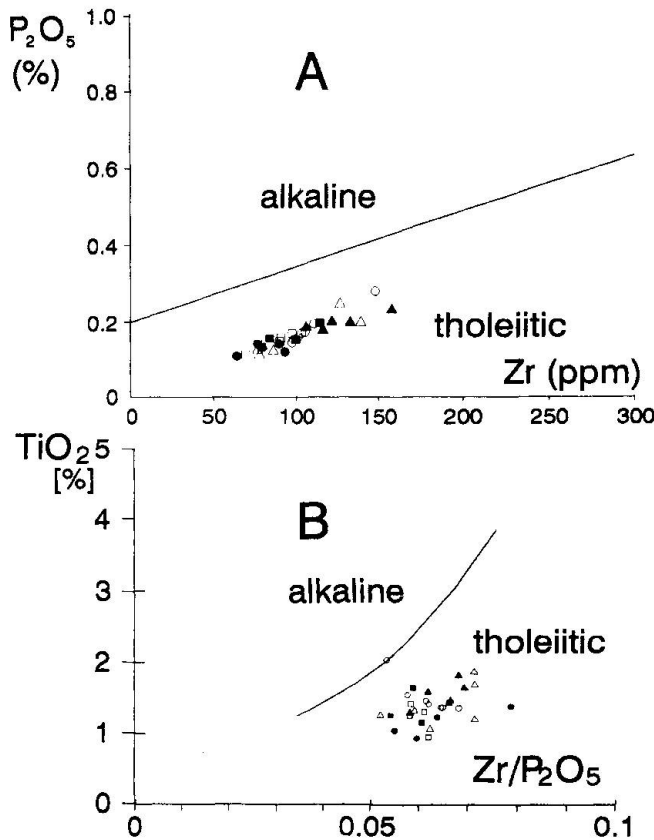 P₂O₅
(%)
1.0
A
0.8
0.6
alkaline
0.4
0.2
tholeiitic
Zr (ppm)
0
0 50 100 150 200 250 300
TiO₂ 5
[%]
4
B
alkaline
3
tholeiitic
2
1
Zr/P₂O₅
0
0 0.05 0.1